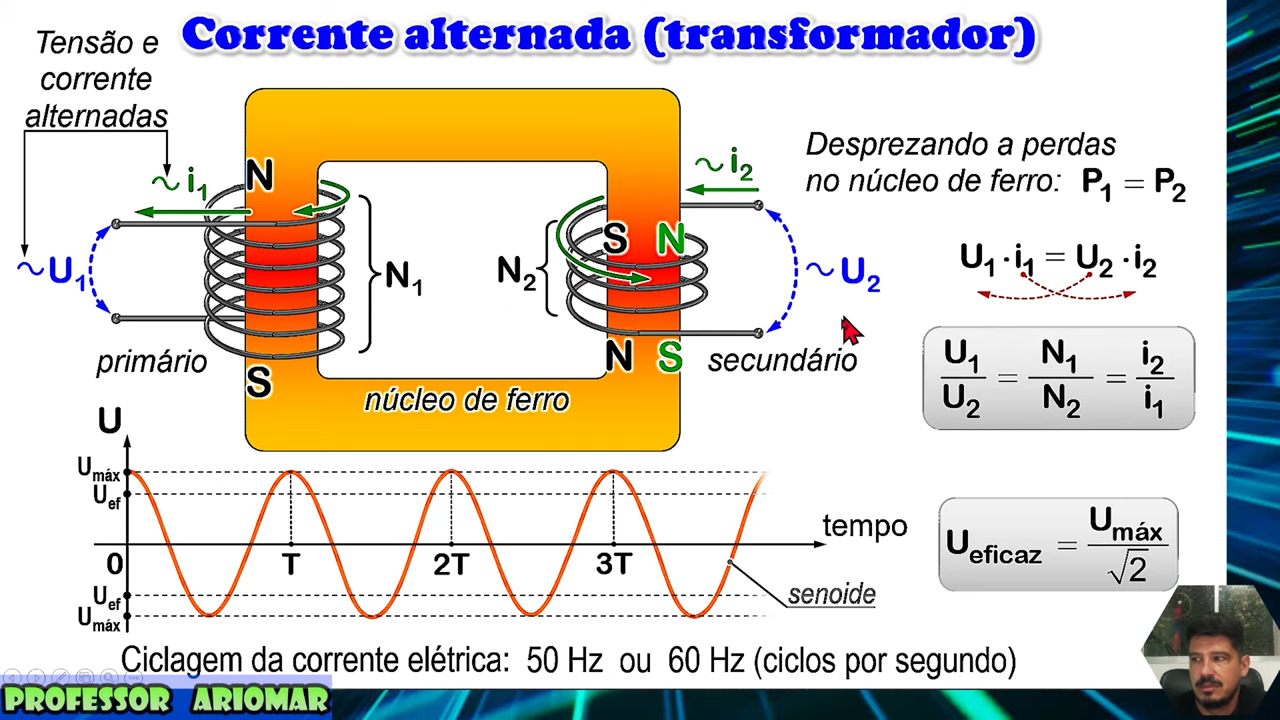 Corrente alternada (transformador)
Tensão e
corrente
alternadas
~ i₁
N
~U₁
N₁
primário
S
núcleo de ferro
N₂
S N
N S
~ i₂
~ U₂
secundário
Desprezando a perdas
no núcleo de ferro: P₁ = P₂
U₁ · i₁ = U₂ · i₂
U₁/U₂ = N₁/N₂ = i₂/i₁
U
Umáx
Uef
0 T 2T 3T
tempo
Uef
Umáx
senoide
Ueficaz = Umáx/√2
Ciclagem da corrente elétrica: 50 Hz ou 60 Hz (ciclos por segundo)
PROFESSOR ARIOMAR